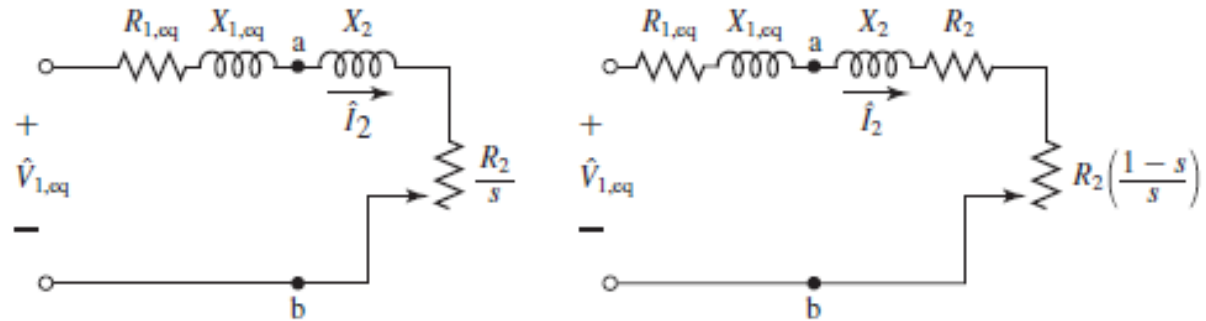 R1,eq X1,eq X2
a
Î2
+
V̂1,eq
−
R2
s
b
R1,eq X1,eq X2 R2
a
Î2
+
V̂1,eq
−
R2(1 − s
s)
b